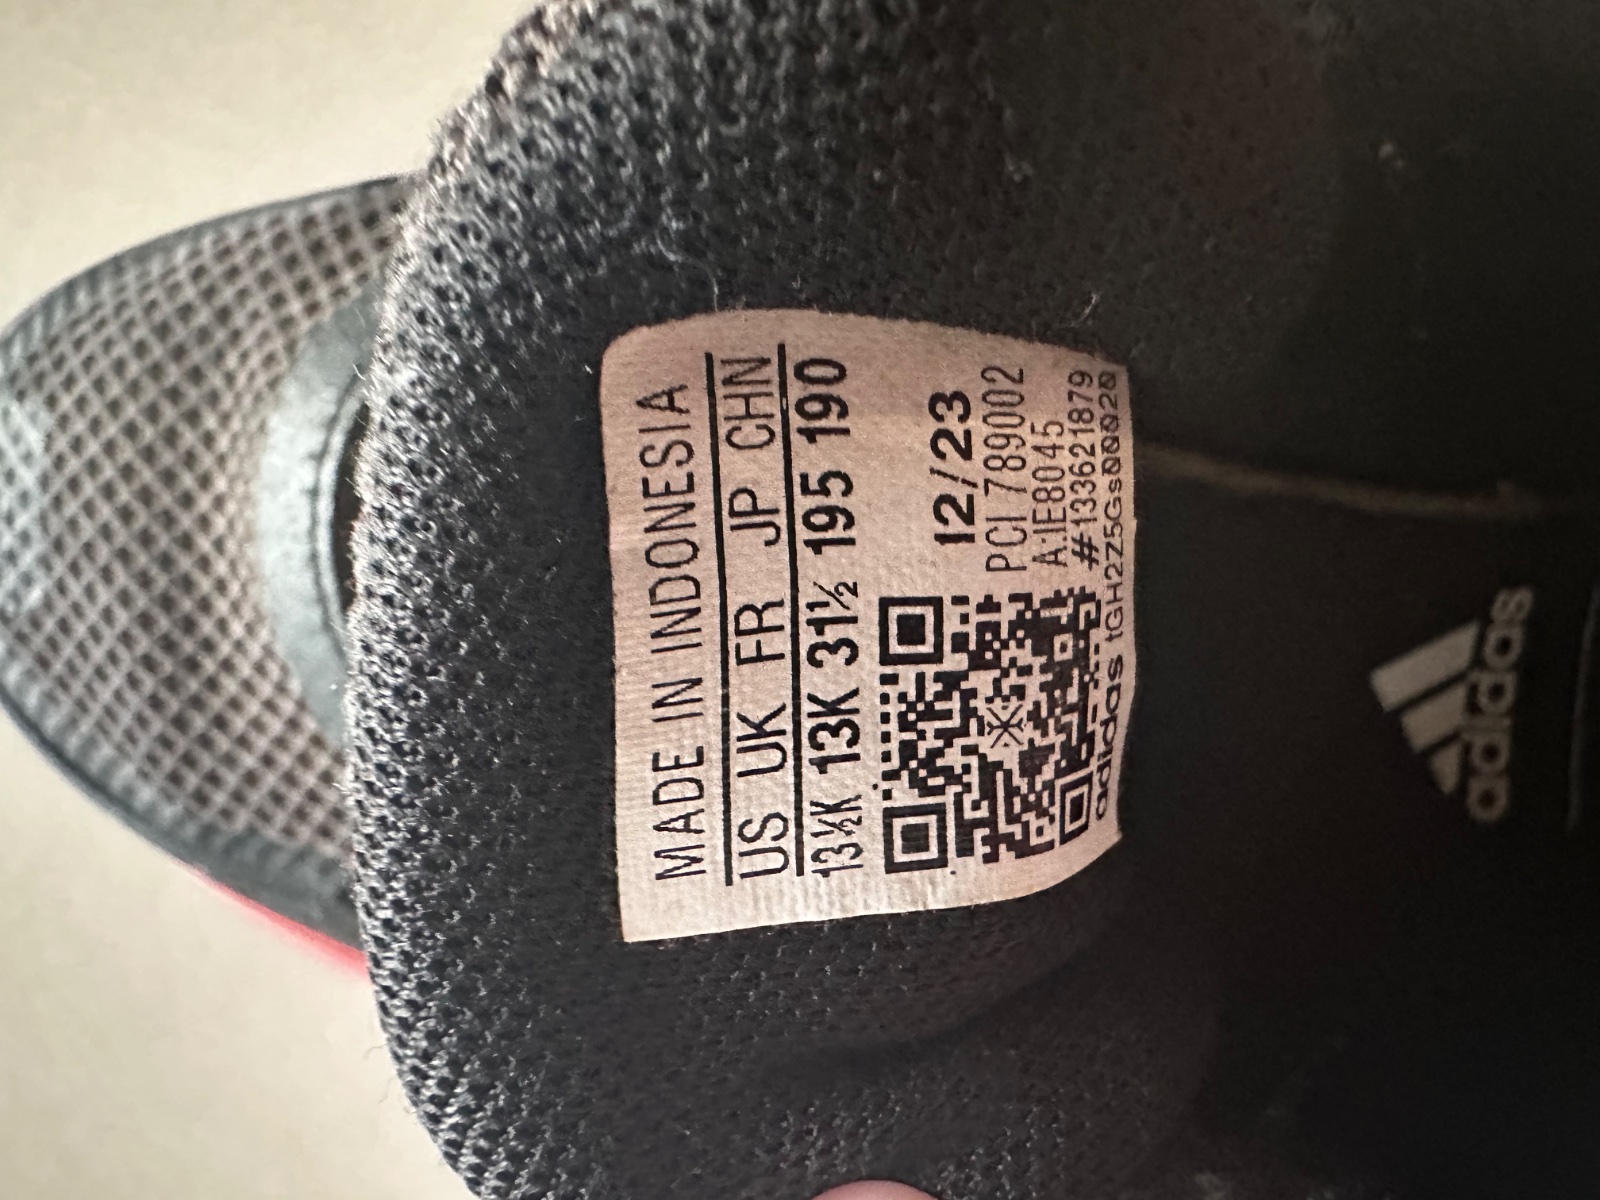 MADE IN INDONESIA
US UK FR JP CHN
13½K 13K 31½ 195 190
12/23
PCI 789002
A:IE8045
#133621879
adidas tGH2Z5Gs000020
adidas